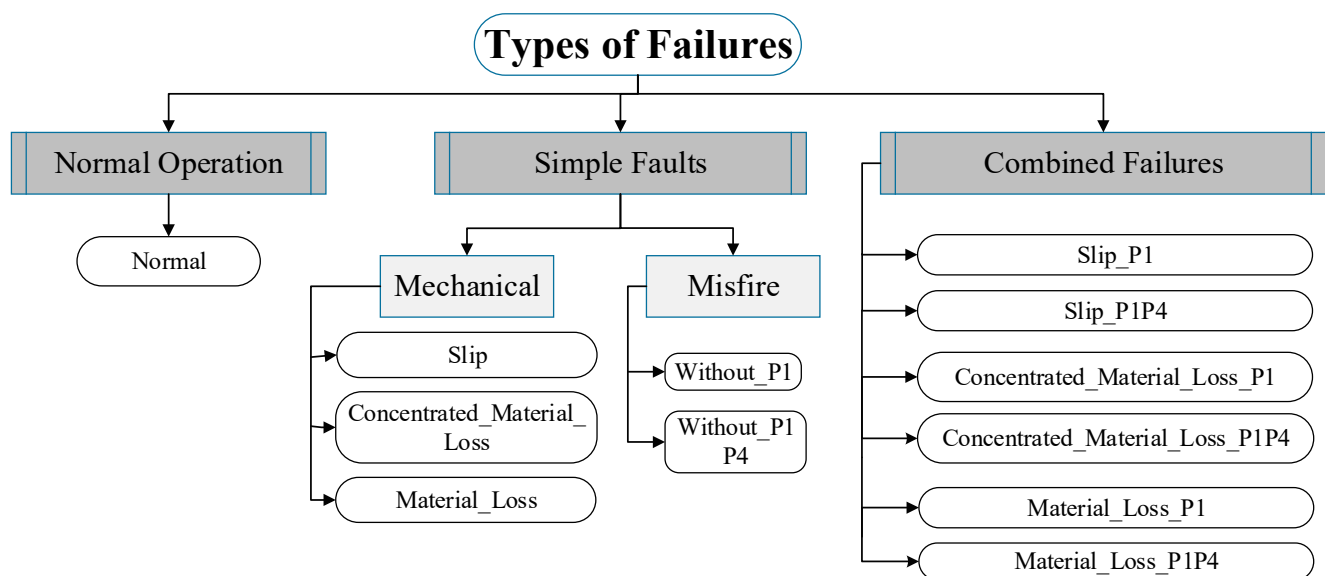 Types of Failures
Normal Operation
Simple Faults
Combined Failures
Normal
Mechanical
Misfire
Slip
Concentrated_Material_
Loss
Material_Loss
Without_P1
Without_P1
P4
Slip_P1
Slip_P1P4
Concentrated_Material_Loss_P1
Concentrated_Material_Loss_P1P4
Material_Loss_P1
Material_Loss_P1P4